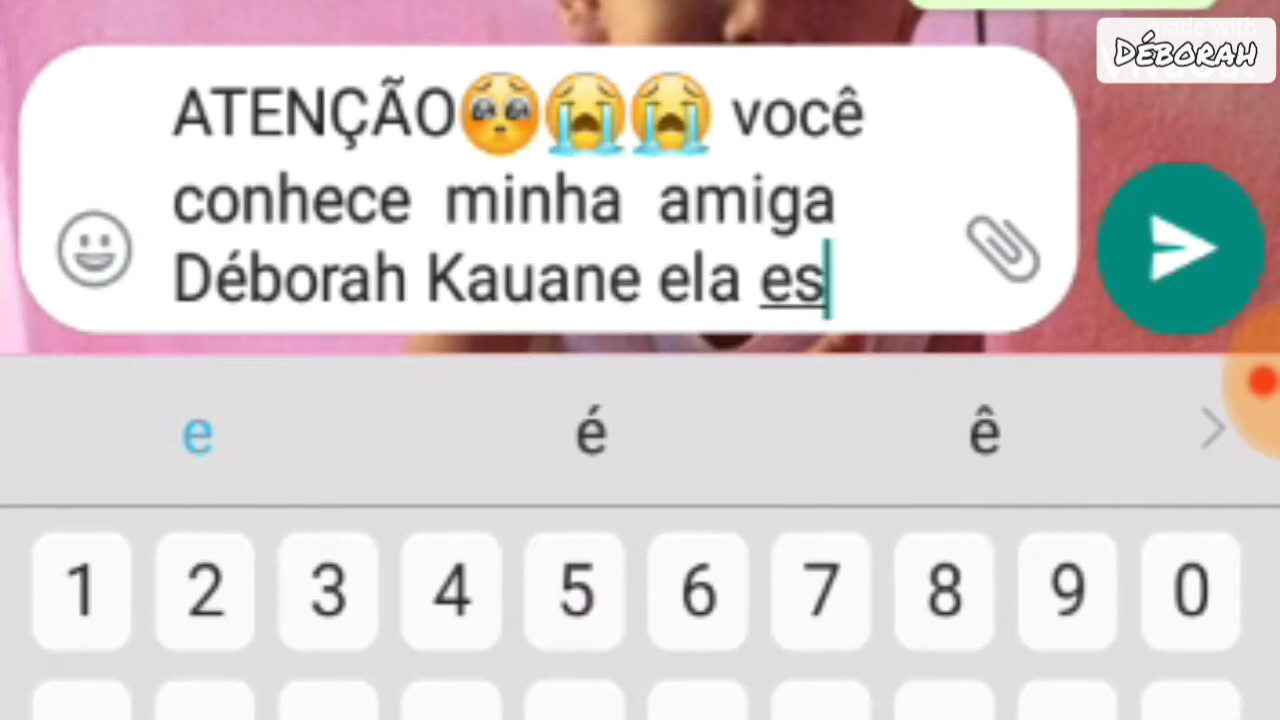 DÉBORAH
ATENÇÃO🥺😭😭 você
conhece minha amiga
Déborah Kauane ela es
e é ê
1 2 3 4 5 6 7 8 9 0